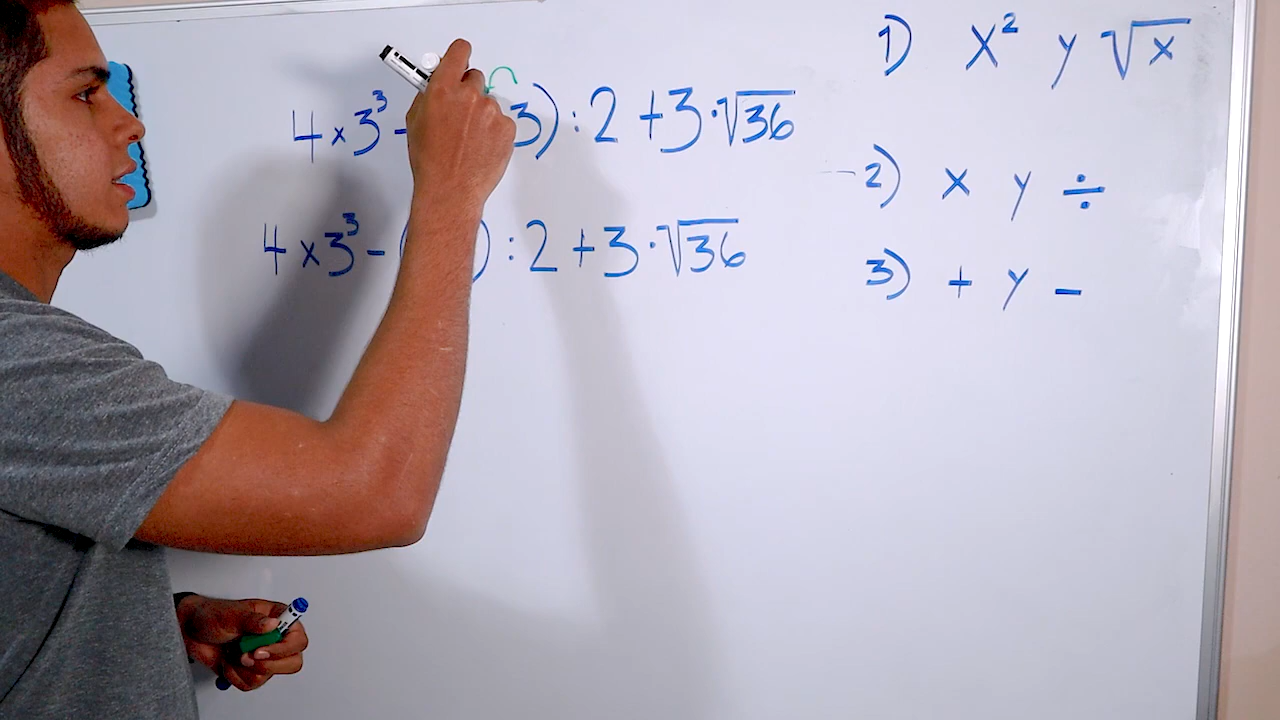 4 × 3³ - 3) : 2 + 3 · √36
4 × 3³ - ( ) : 2 + 3 · √36
1) x² y √x
2) × y ÷
3) + y -